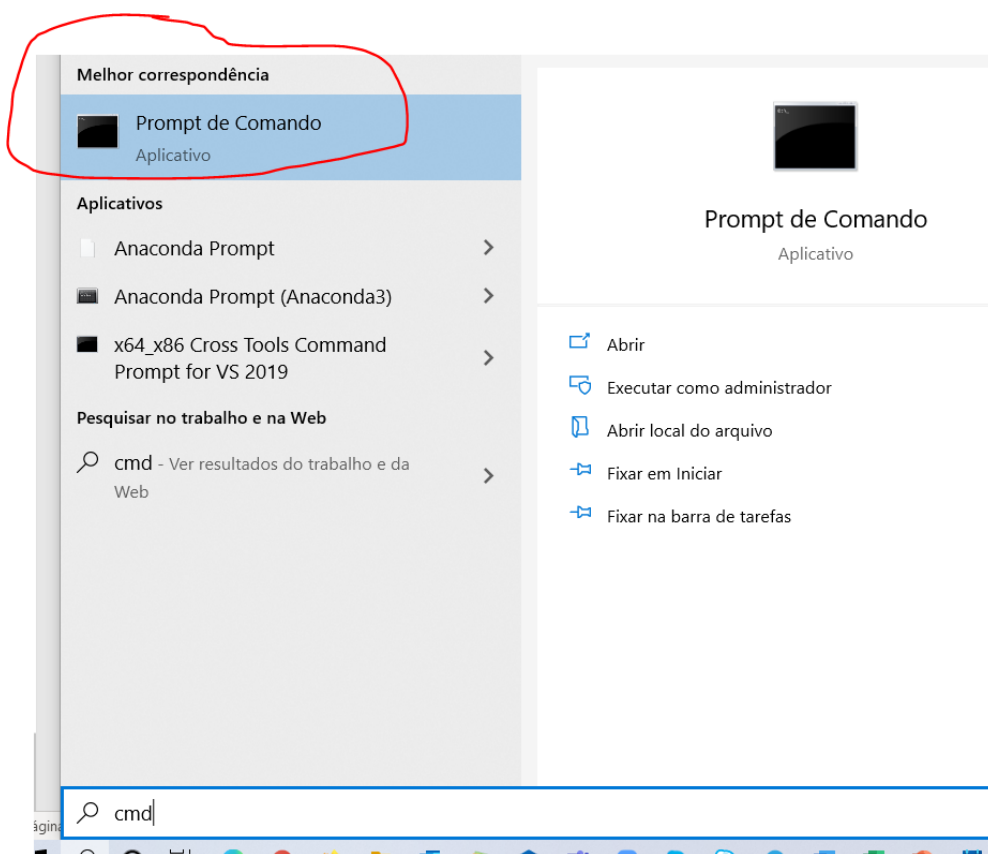 Melhor correspondência
Prompt de Comando
Aplicativo
Aplicativos
Anaconda Prompt
Anaconda Prompt (Anaconda3)
x64_x86 Cross Tools Command
Prompt for VS 2019
Pesquisar no trabalho e na Web
cmd - Ver resultados do trabalho e da
Web
Prompt de Comando
Aplicativo
Abrir
Executar como administrador
Abrir local do arquivo
Fixar em Iniciar
Fixar na barra de tarefas
cmd